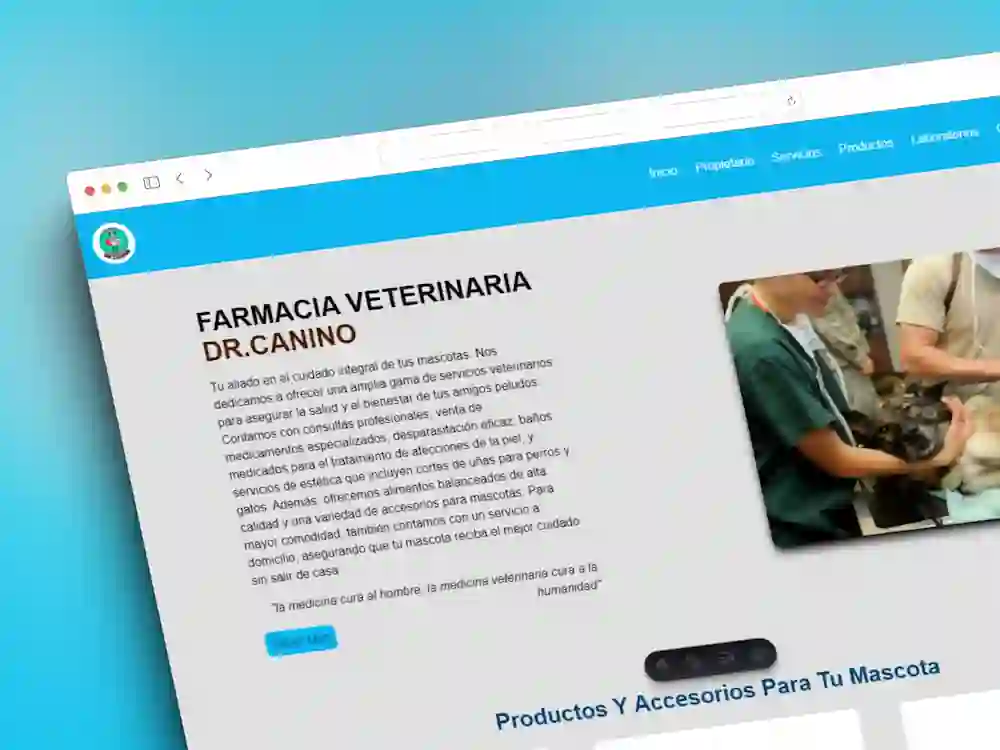 Inicio Propietario Servicios Productos Laboratorios
FARMACIA VETERINARIA
DR.CANINO
Tu aliado en el cuidado integral de tus mascotas. Nos
dedicamos a ofrecer una amplia gama de servicios veterinarios
para asegurar la salud y el bienestar de tus amigos peludos.
Contamos con consultas profesionales, venta de
medicamentos especializados, desparasitación eficaz, baños
medicados para el tratamiento de afecciones de la piel, y
servicios de estética que incluyen cortes de uñas para perros y
gatos. Además, ofrecemos alimentos balanceados de alta
calidad y una variedad de accesorios para mascotas. Para
mayor comodidad, también contamos con un servicio a
domicilio, asegurando que tu mascota reciba el mejor cuidado
sin salir de casa
"la medicina cura al hombre, la medicina veterinaria cura a la
humanidad"
Productos Y Accesorios Para Tu Mascota